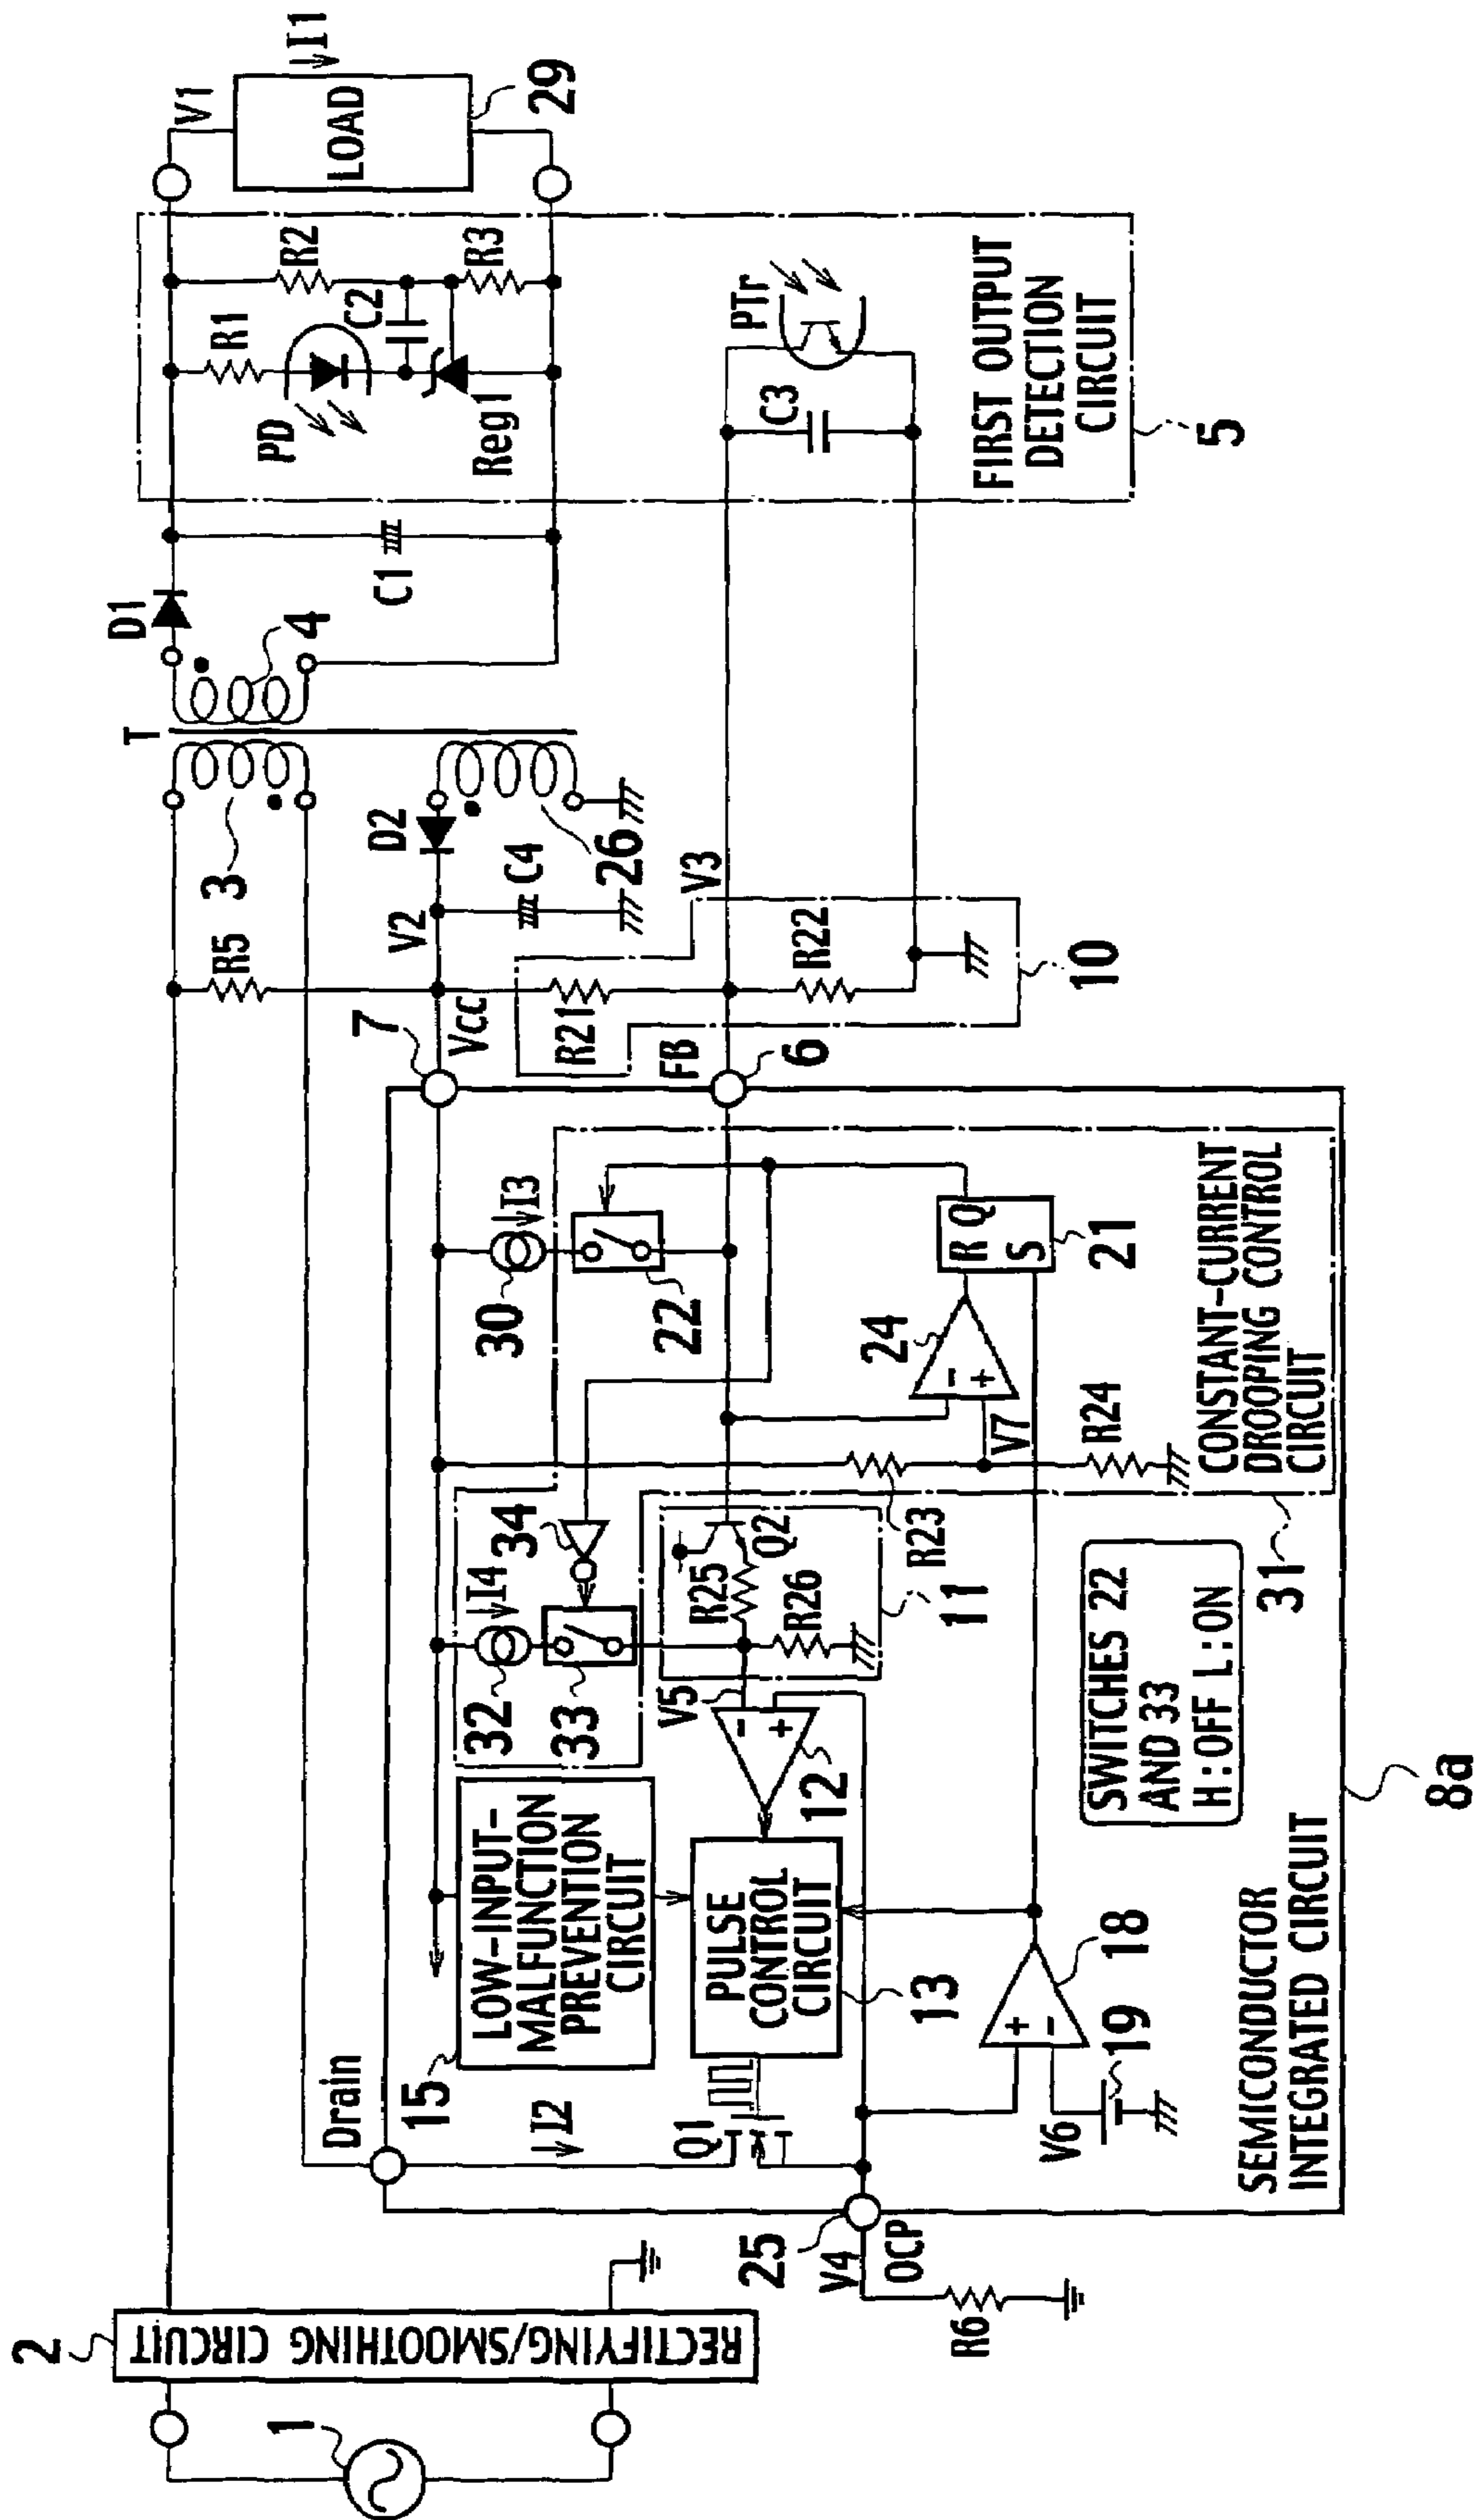 1
2
RECTIFYING/SMOOTHING CIRCUIT
R5
3
T
4
D1
C1
D2
V2
C4
26
7
Vcc
R21
V3
R22
10
FB
6
PD
R1
C2
R2
R3
Reg1
PTr
C3
FIRST OUTPUT
DETECTION
CIRCUIT
5
V1
I1
LOAD
29
Drain
15
LOW-INPUT-
MALFUNCTION
PREVENTION
CIRCUIT
I2
Q1
PULSE
CONTROL
CIRCUIT
13
-
+
12
V5
32
I4
33
34
R25
Q2
R26
11
R23
30
I3
22
24
-
+
V7
R24
R Q
S
21
CONSTANT-CURRENT
DROOPING CONTROL
CIRCUIT
31
SWITCHES 22
AND 33
H:OFF L:ON
+
-
18
V6
19
SEMICONDUCTOR
INTEGRATED CIRCUIT
8a
25
V4
OCP
R6